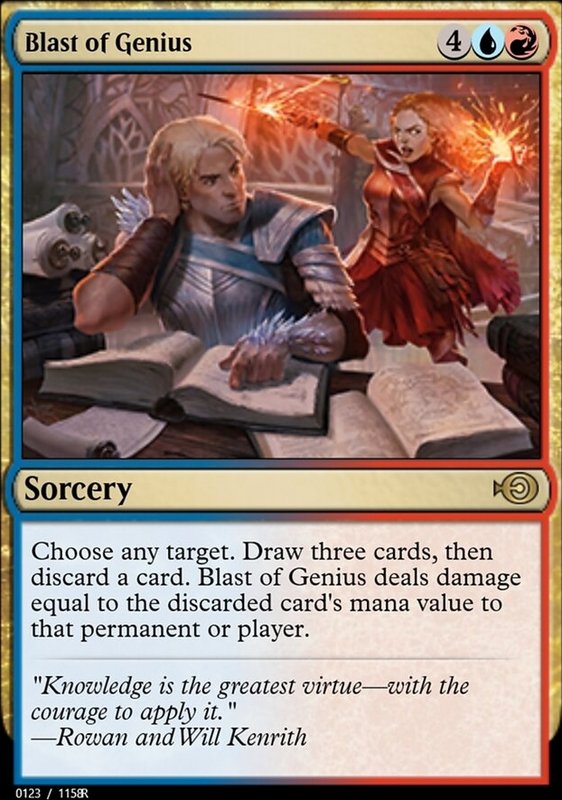 Blast of Genius 4
Sorcery
Choose any target. Draw three cards, then
discard a card. Blast of Genius deals damage
equal to the discarded card's mana value to
that permanent or player.
"Knowledge is the greatest virtue—with the
courage to apply it."
—Rowan and Will Kenrith
0123 / 1158R